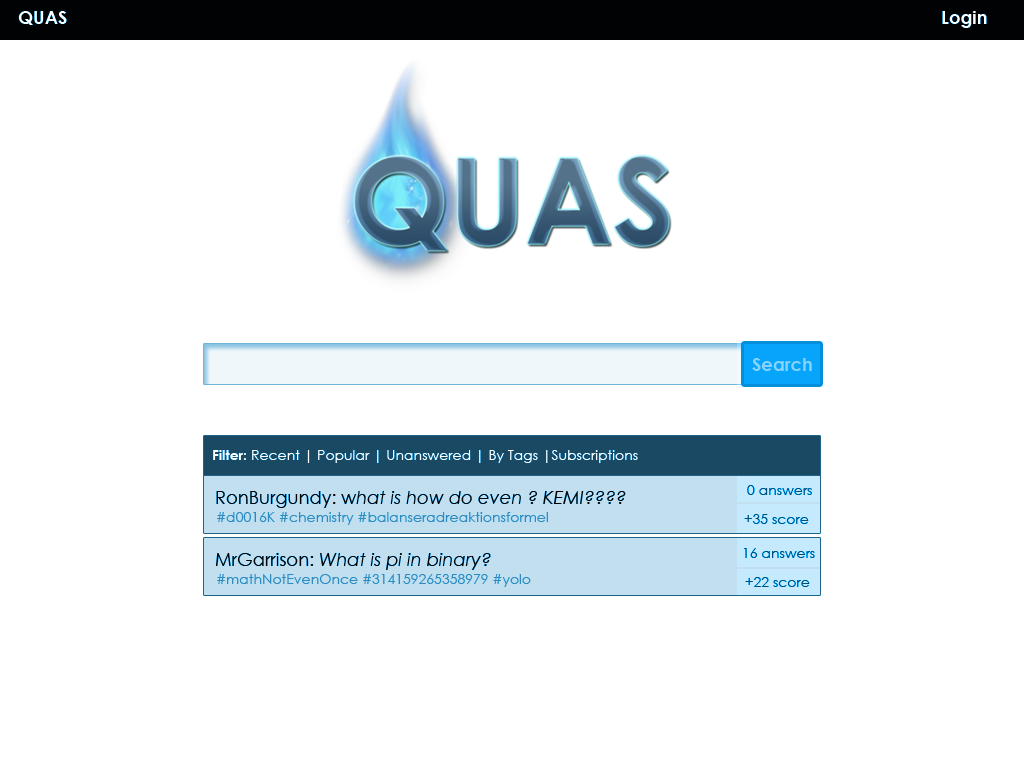 QUAS Login
QUAS
Search
Filter: Recent | Popular | Unanswered | By Tags |Subscriptions
RonBurgundy: what is how do even ? KEMI????
0 answers
#d0016K #chemistry #balanseradreaktionsformel
+35 score
MrGarrison: What is pi in binary?
16 answers
#mathNotEvenOnce #314159265358979 #yolo
+22 score